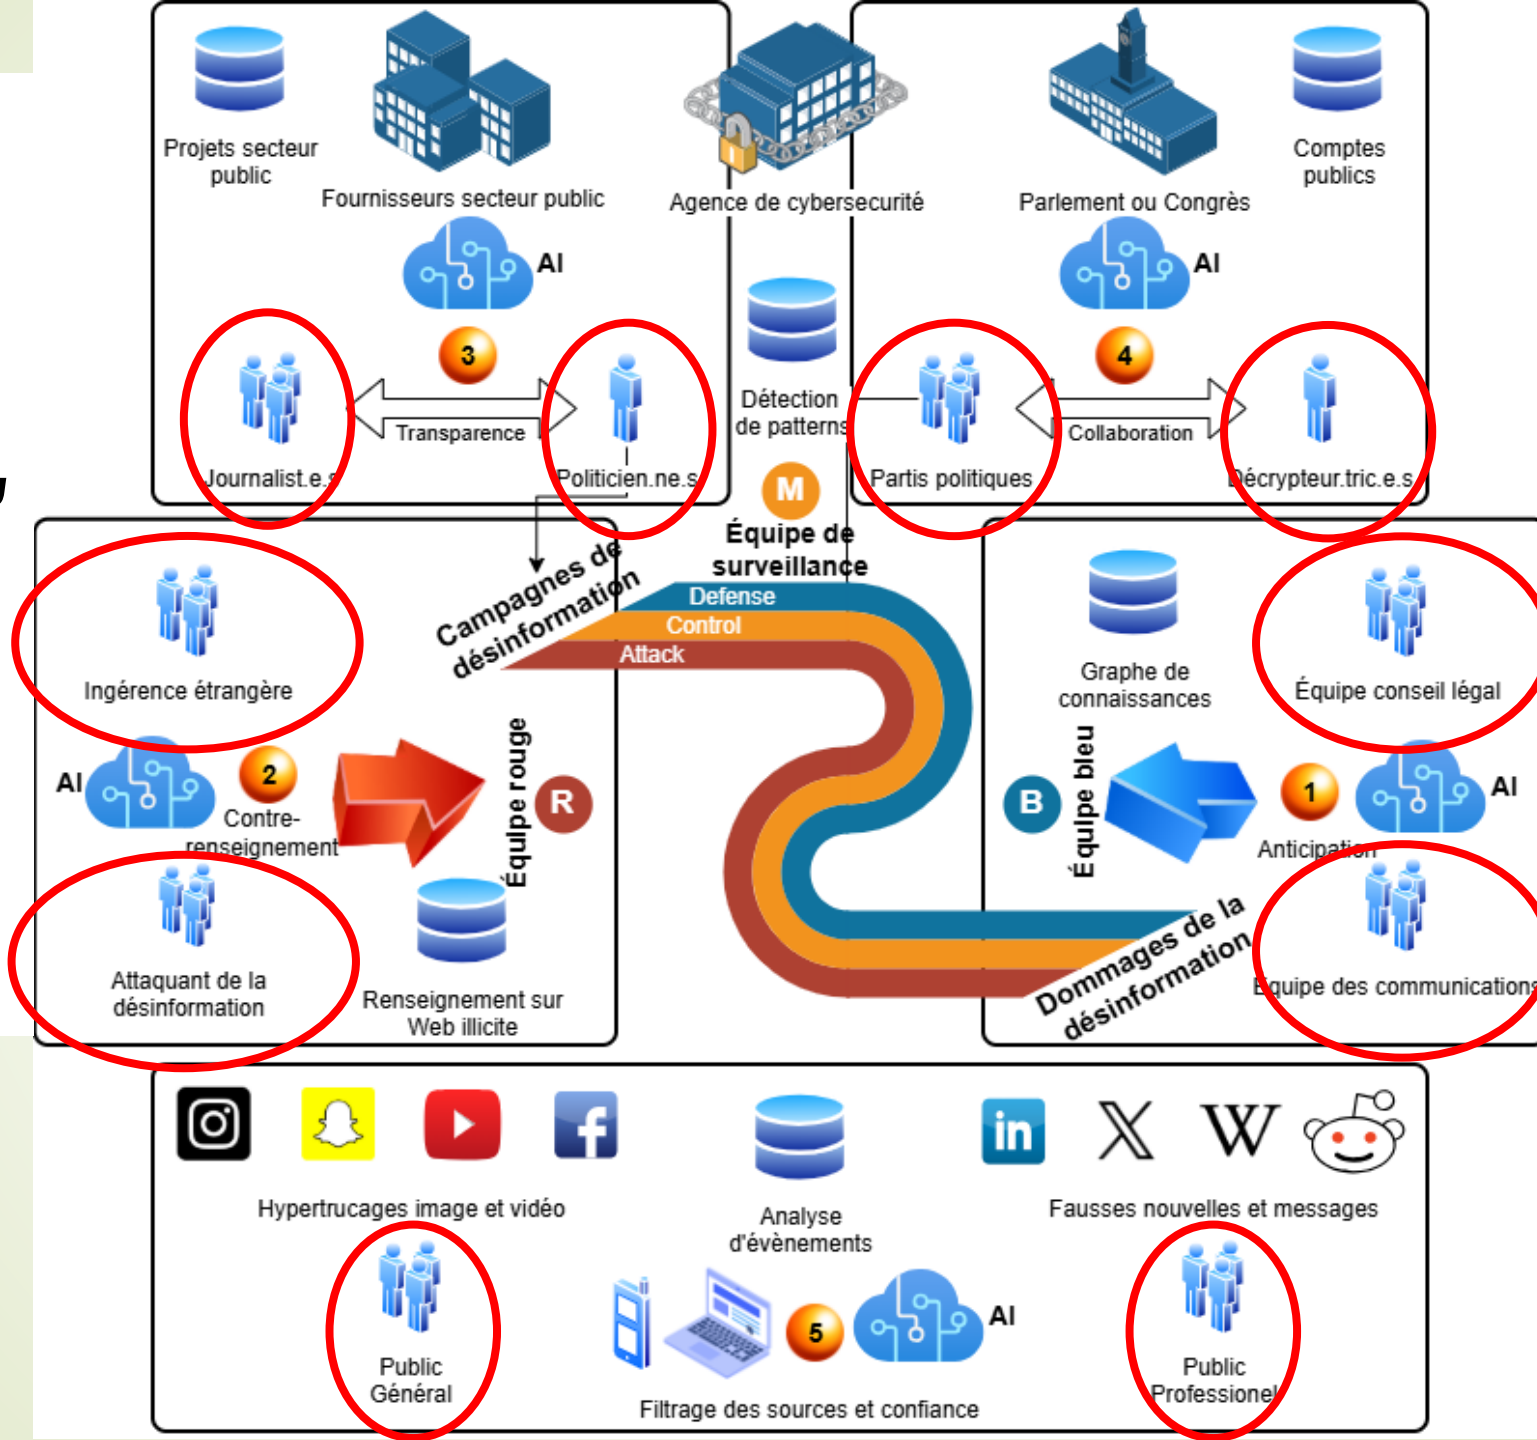 Projets secteur
public
Fournisseurs secteur public
Agence de cybersecurité
Parlement ou Congrès
Comptes
publics
AI
AI
3
4
Transparence
Détection
de patterns
Collaboration
Journalist.e.s
Politicien.ne.s
Partis politiques
Décrypteur.tric.e.s
M
Équipe de
surveillance
Campagnes de
désinformation
Defense
Control
Attack
Ingérence étrangère
Graphe de
connaissances
Équipe conseil légal
AI
2
Contre-
renseignement
Équipe rouge
R
B
Équipe bleu
1
Anticipation
AI
Attaquant de la
désinformation
Renseignement sur
Web illicite
Dommages de la
désinformation
Équipe des communications
in
X
W
Hypertrucages image et vidéo
Analyse
d'évènements
Fausses nouvelles et messages
Public
Général
5
AI
Public
Professionel
Filtrage des sources et confiance